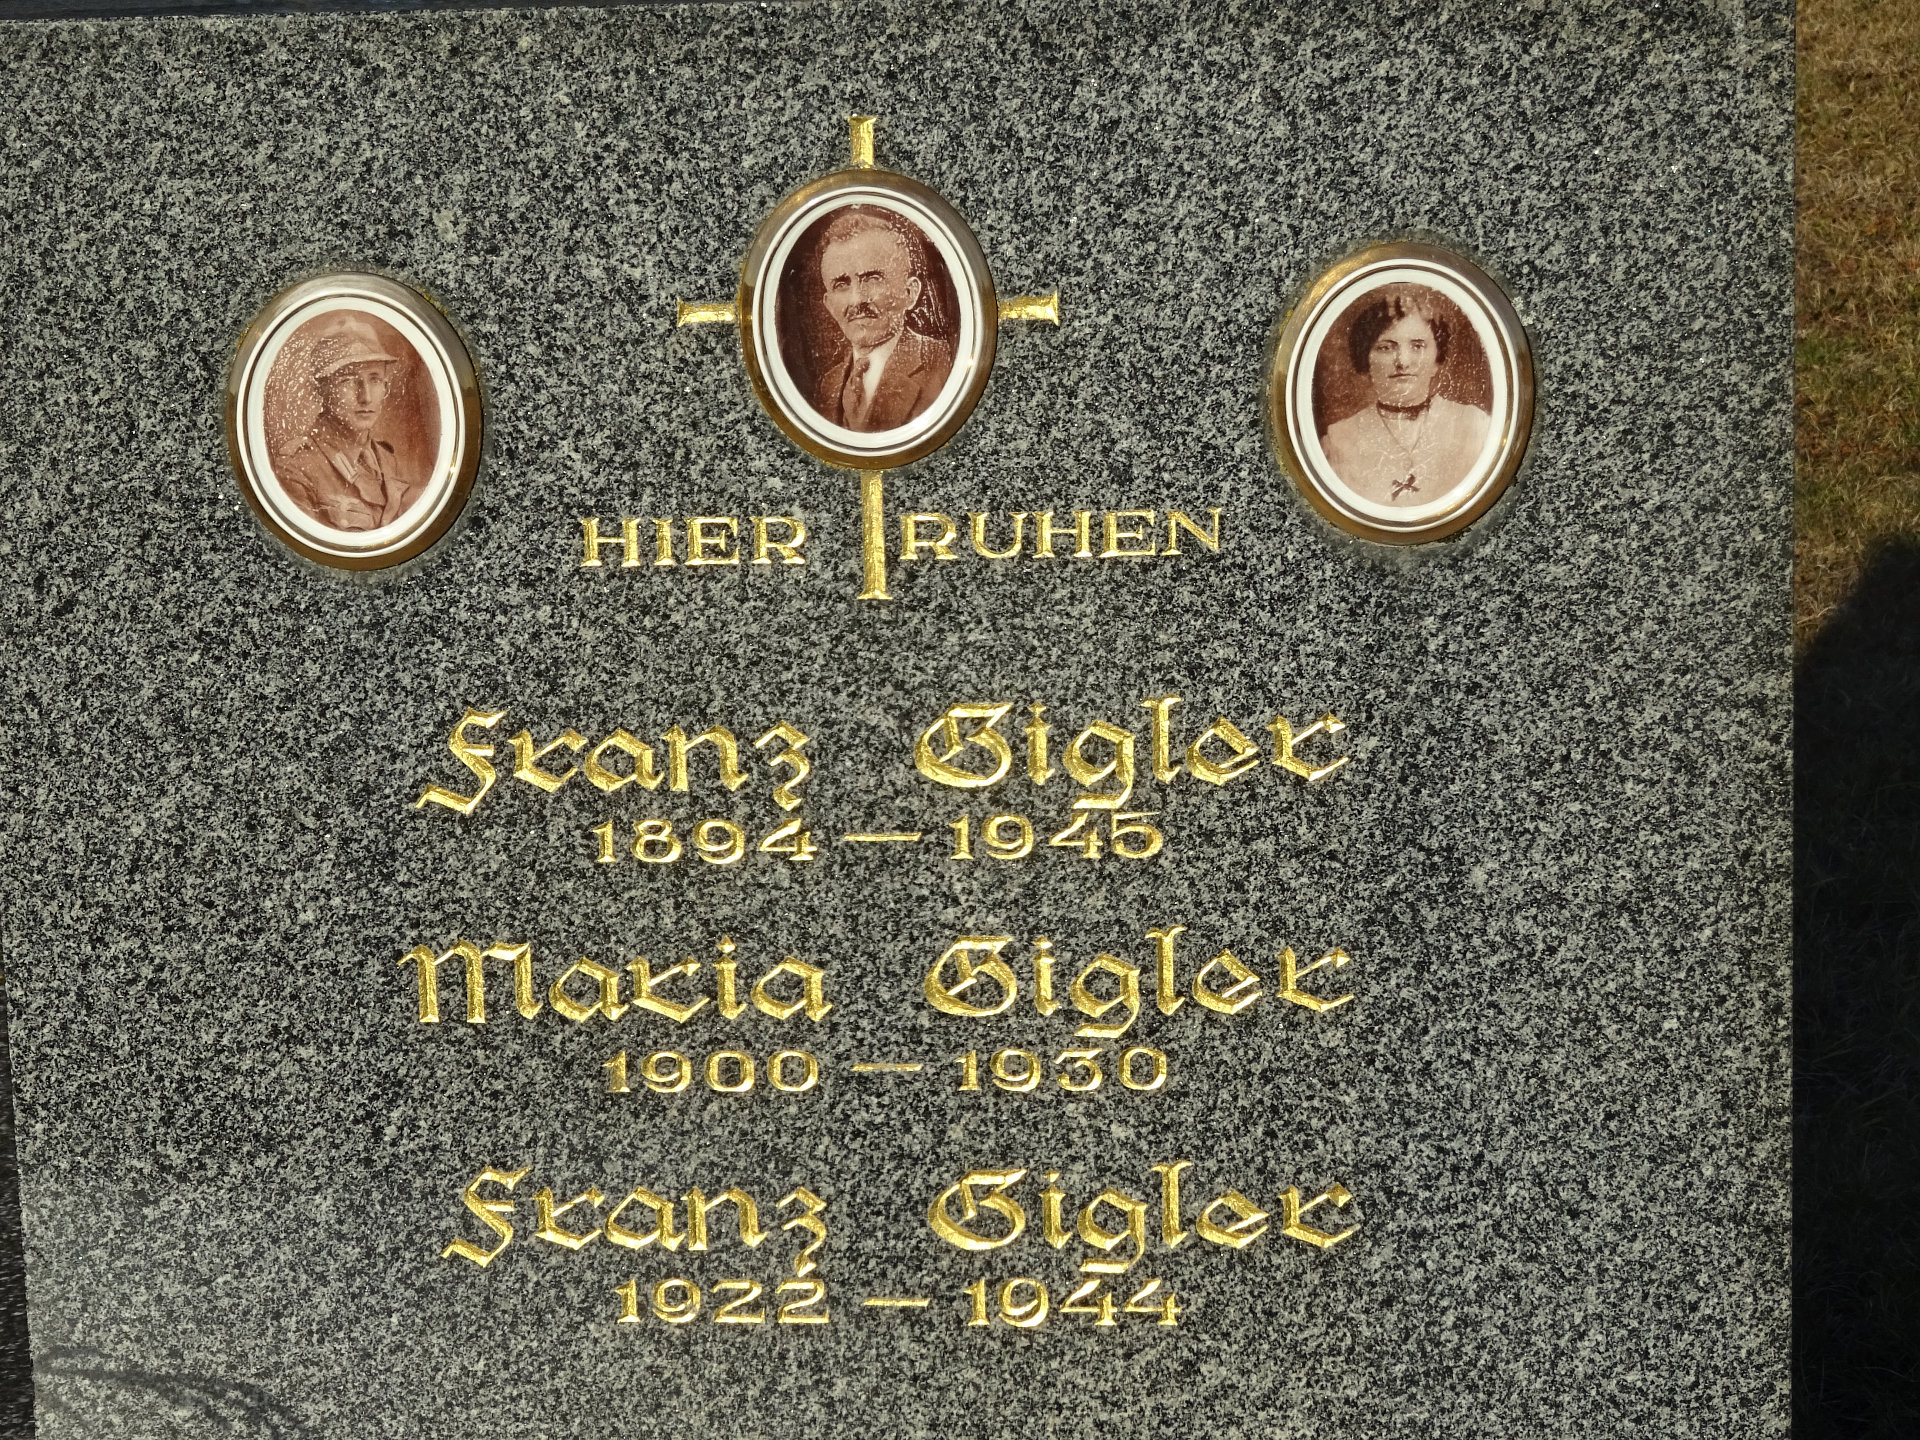 HIER RUHEN
Franz Gigler
1894 — 1945
Maria Gigler
1900 — 1930
Franz Gigler
1922 — 1944